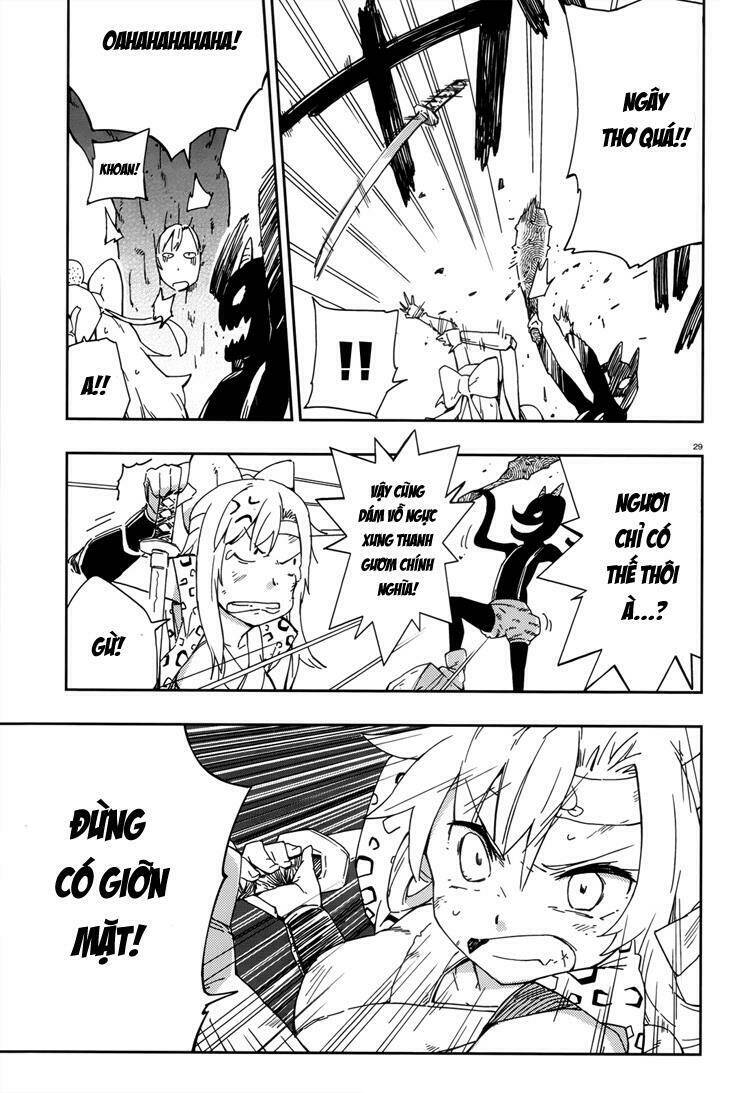 NGÂY
THƠ QUÁ!!
!!
OAHAHAHAHAHA!
KHOAN!
A!!
29
NGƯƠI
CHỈ CÓ
THẾ THÔI
À...?
VẬY CŨNG
DÁM VỖ NGỰC
XƯNG THANH
GƯƠM CHÍNH
NGHĨA!
GỪ!
ĐỪNG
CÓ GIỠN
MẶT!